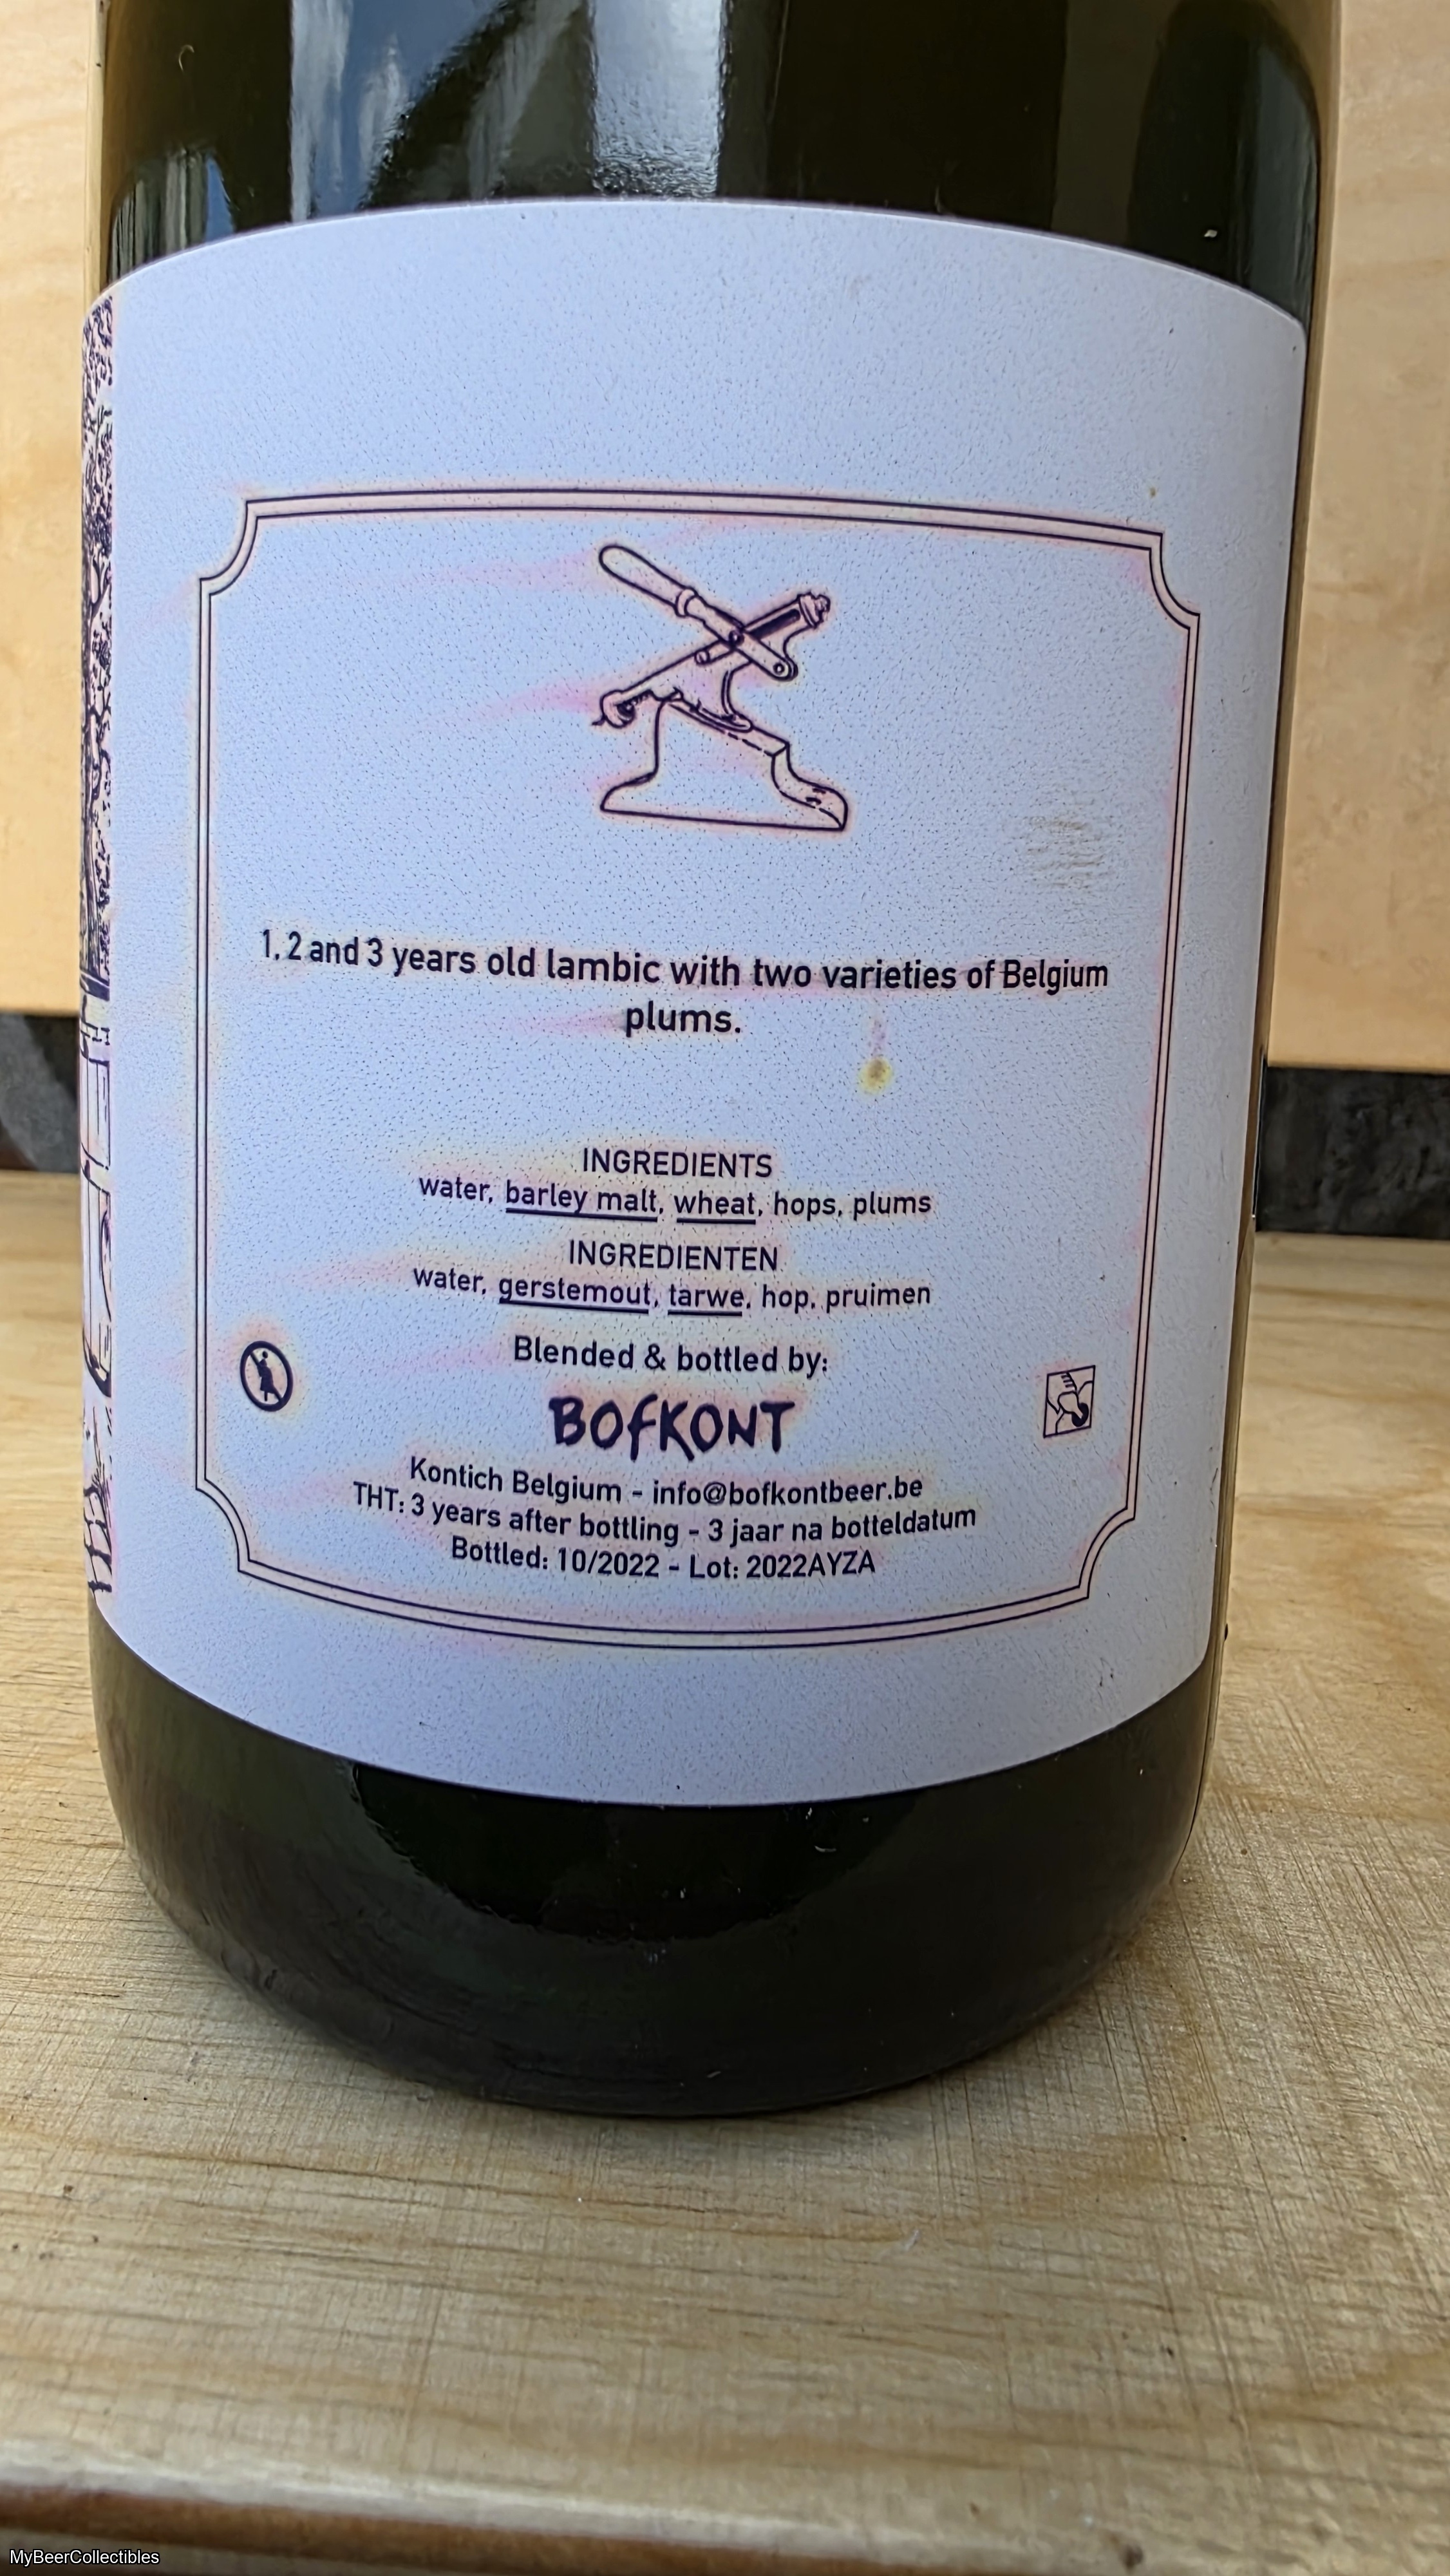 1, 2 and 3 years old lambic with two varieties of Belgium
plums.
INGREDIENTS
water, barley malt, wheat, hops, plums
INGREDIENTEN
water, gerstemout, tarwe, hop, pruimen
Blended & bottled by:
BOFKONT
Kontich Belgium - info@bofkontbeer.be
THT: 3 years after bottling - 3 jaar na botteldatum
Bottled: 10/2022 - Lot: 2022AYZA
MyBeerCollectibles